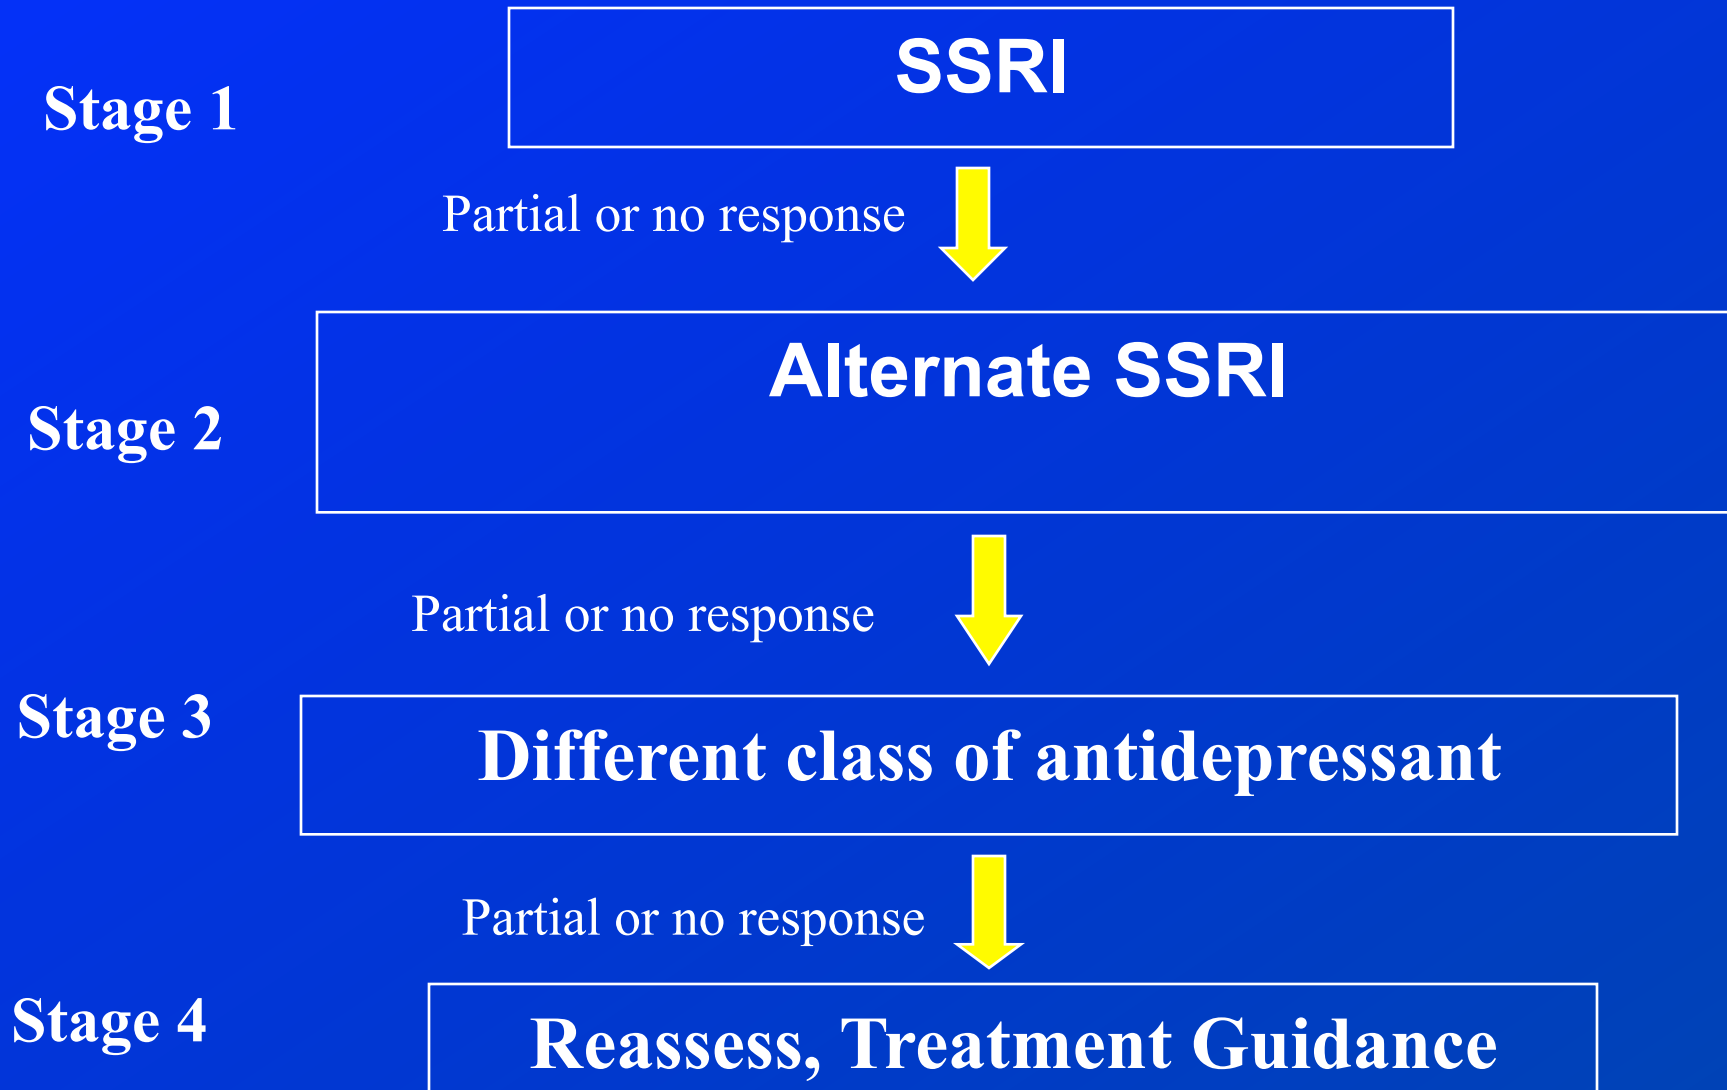 SSRI
Stage 1
Partial or no response
Alternate SSRI
Stage 2
Partial or no response
Stage 3
Different class of antidepressant
Partial or no response
Stage 4
Reassess, Treatment Guidance